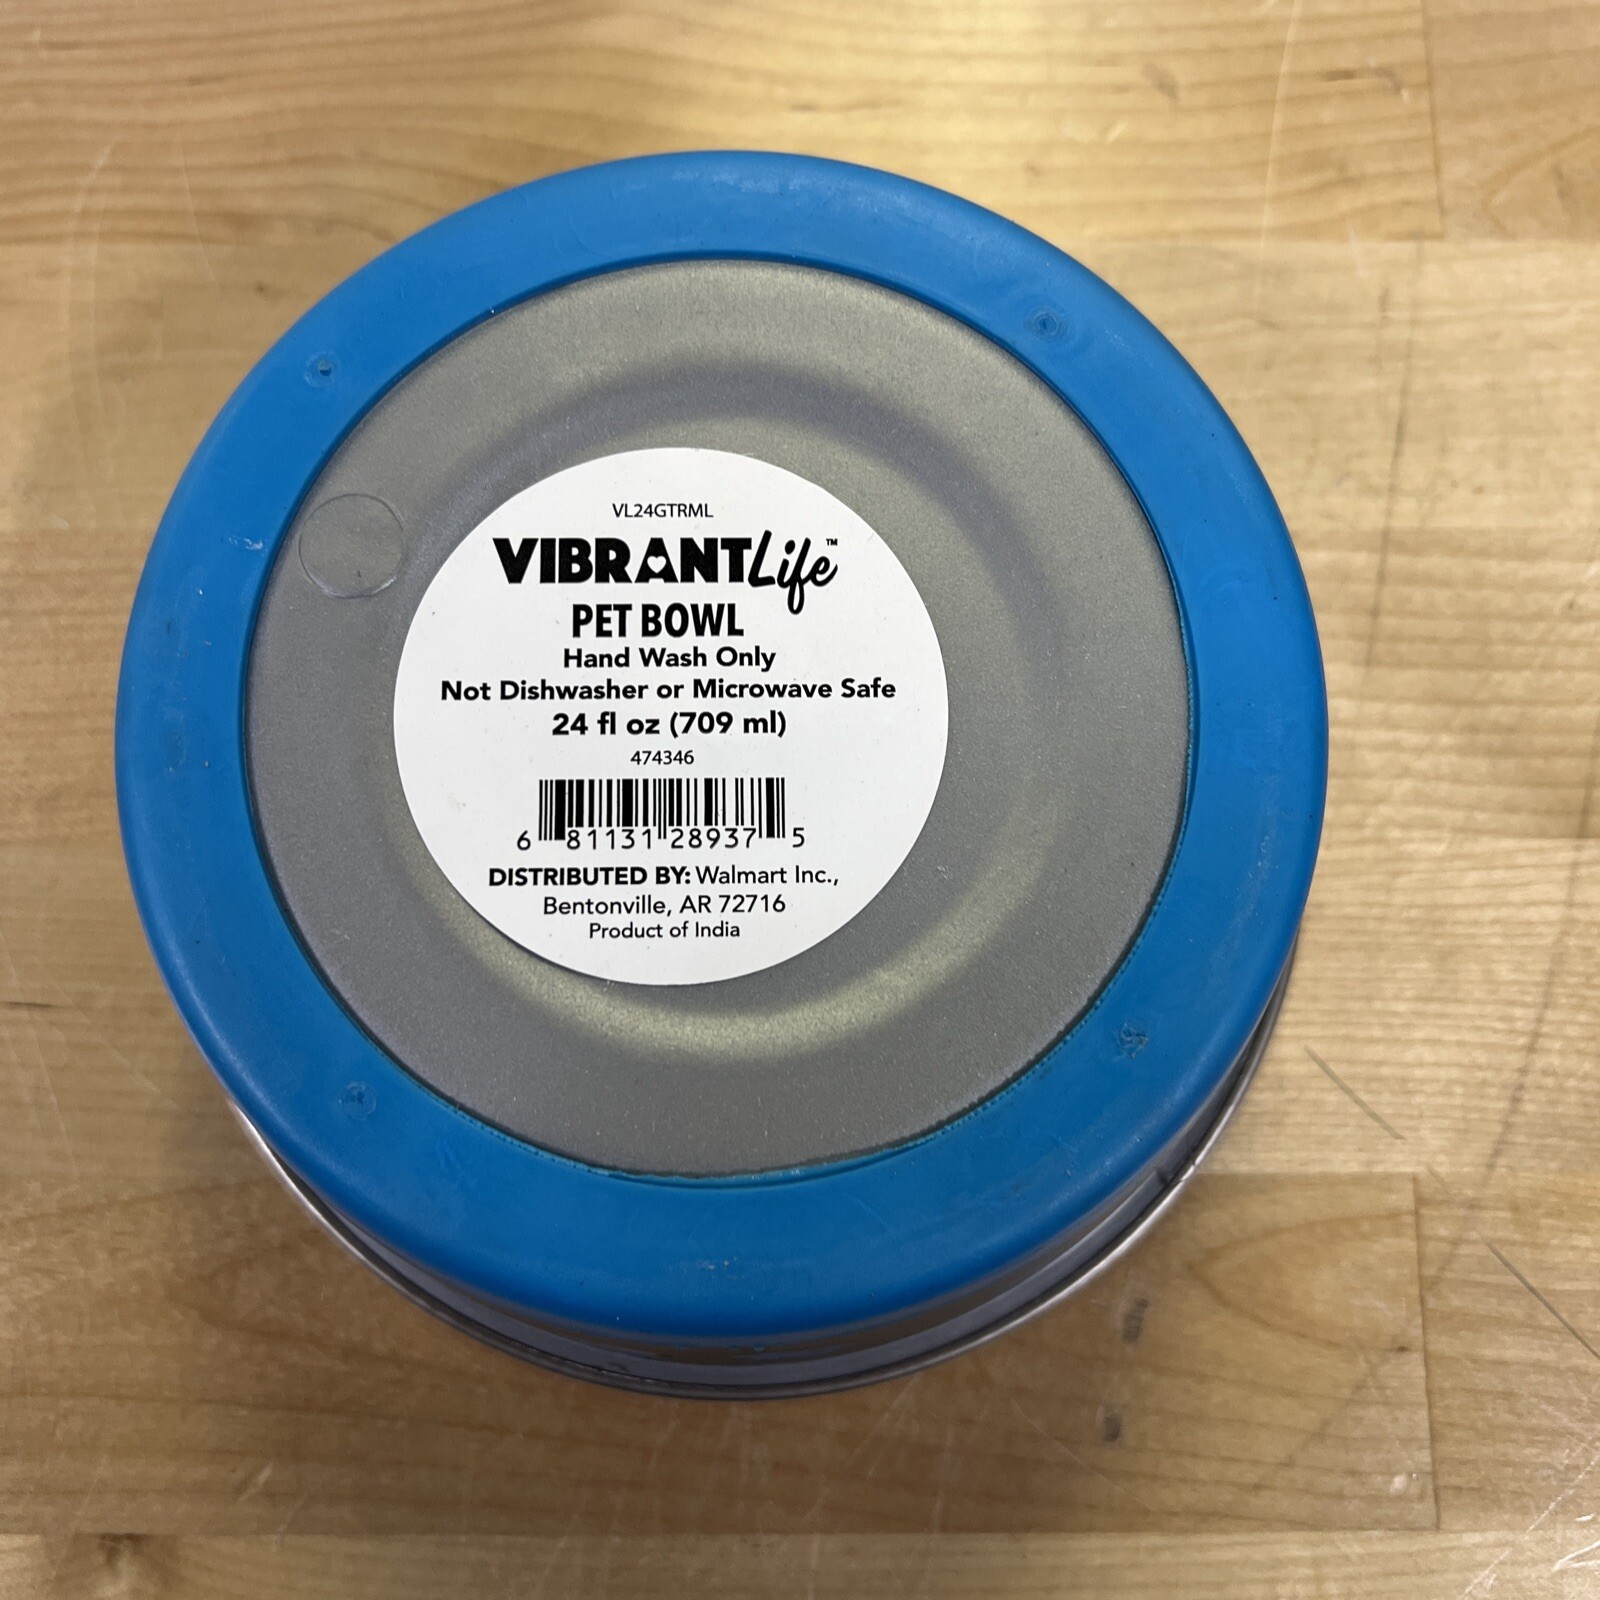 VL24GTRML
VIBRANTLife™
PET BOWL
Hand Wash Only
Not Dishwasher or Microwave Safe
24 fl oz (709 ml)
474346
6 81131 28937 5
DISTRIBUTED BY: Walmart Inc.,
Bentonville, AR 72716
Product of India